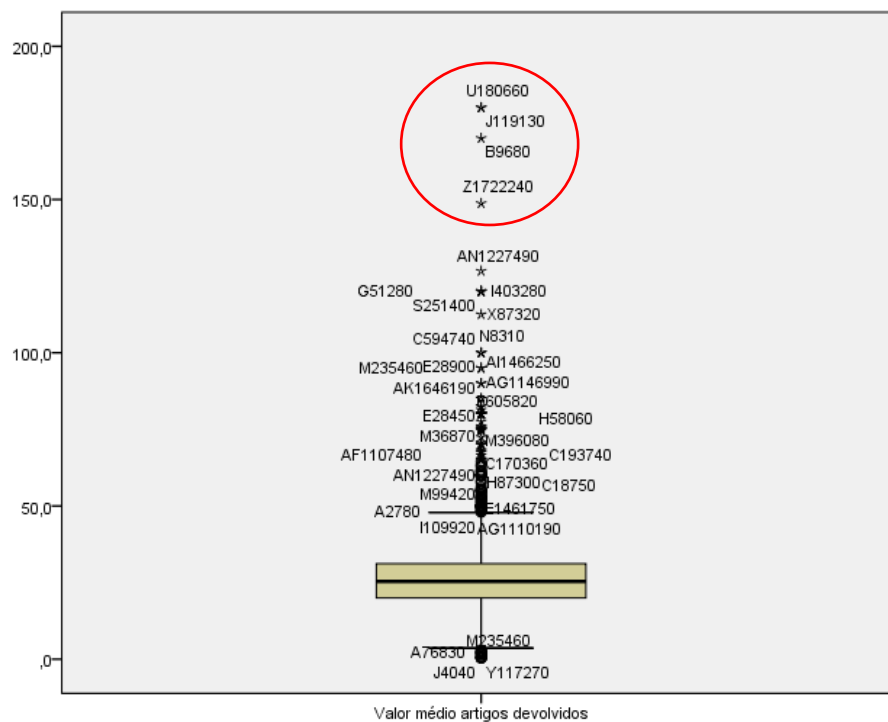 200,0
U180660
J119130
B9680
150,0
Z1722240
AN1227490
G51280 I403280
S251400 X87320
C594740 N8310
100,0
M235460 E28900 AI1466250
AK1646190 AG1146990
605820
E28450 H58060
M36870 M396080
AF1107480 C193740
AN1227490 C170360
M99420 H87300 C18750
50,0
A2780 E1461750
I109920 AG1110190
M235460
A76830
,0
J4040 Y117270
Valor médio artigos devolvidos